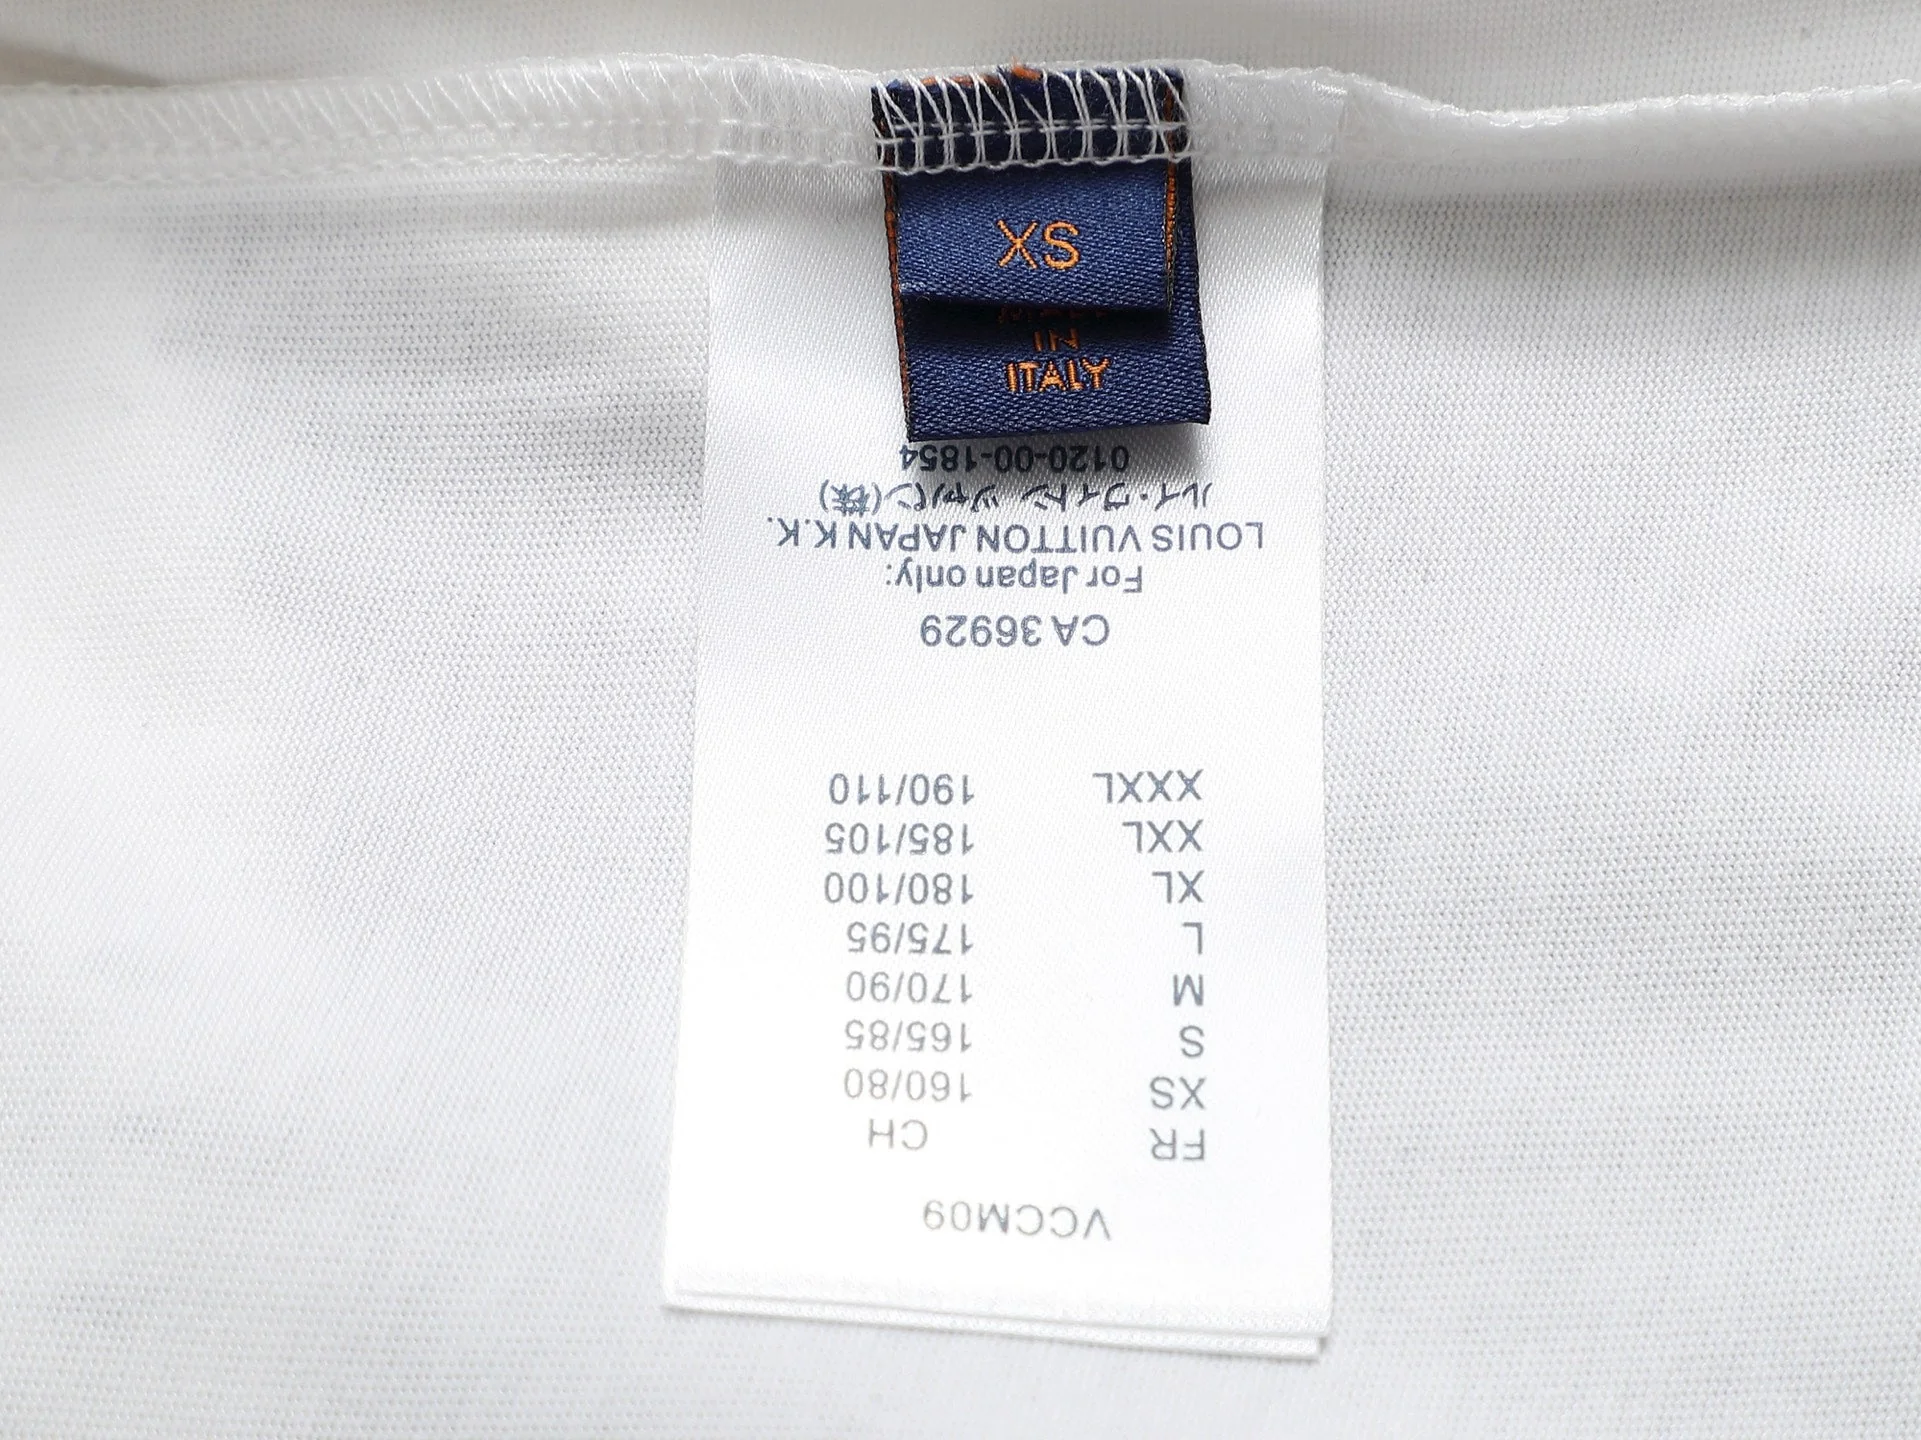 XS
IN
ITALY
VCCM09
FR CH
XS 160/80
S 165/85
M 170/90
L 175/95
XL 180/100
XXL 185/105
XXXL 190/110
CA 36929
For Japan only:
LOUIS VUITTON JAPAN K.K.
ルイ・ヴィトン ジャパン(株)
0120-00-1854